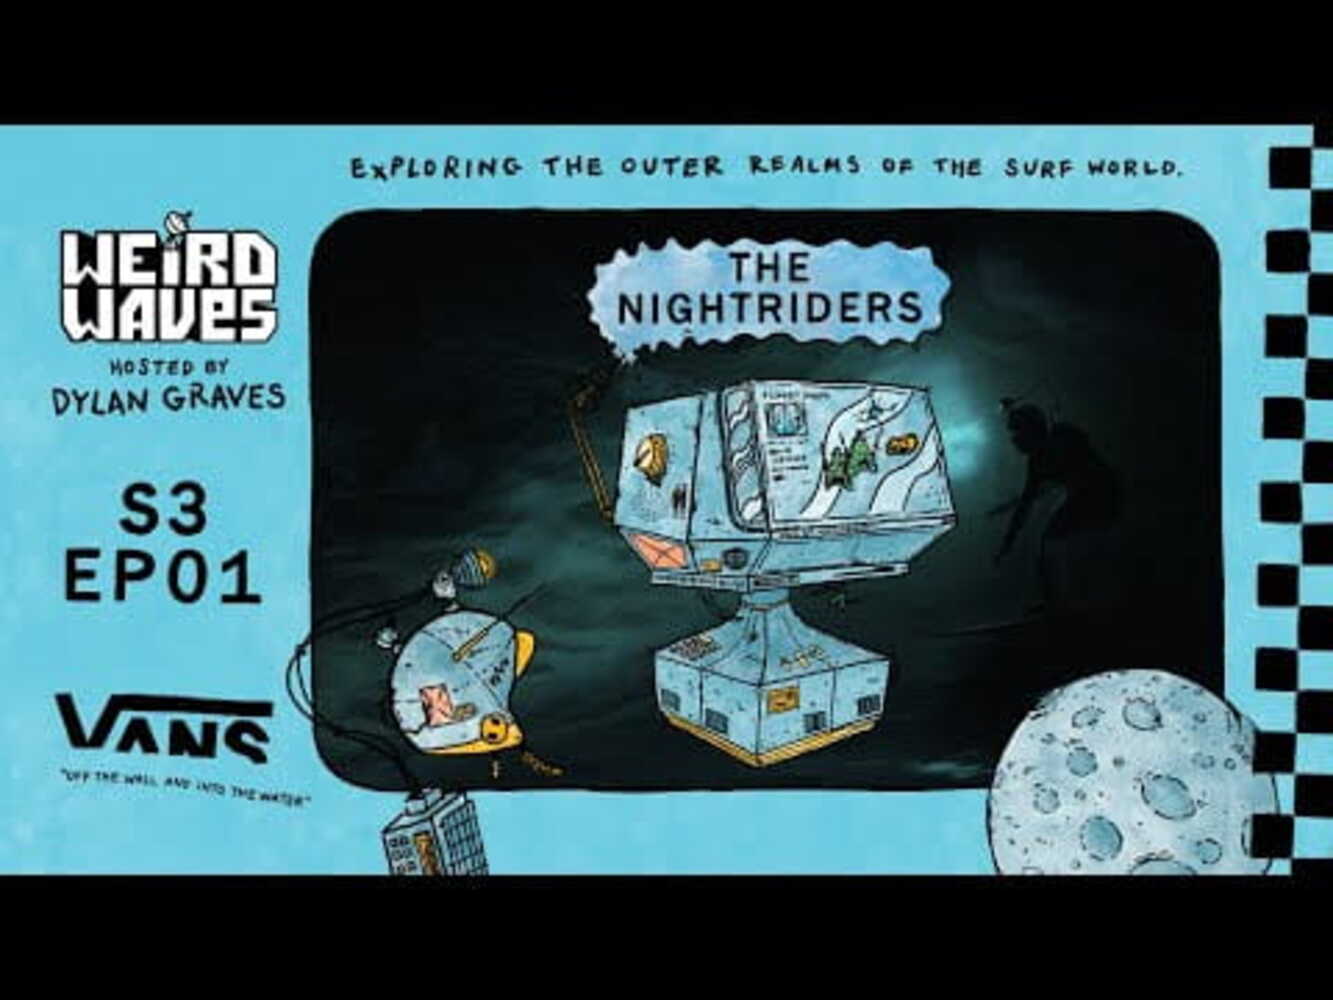 EXPLORING THE OUTER REALMS OF THE SURF WORLD.
WEIRD
WAVES
HOSTED BY
DYLAN GRAVES
S3
EP01
VANS
"OFF THE WALL AND INTO THE WATER"
THE
NIGHTRIDERS